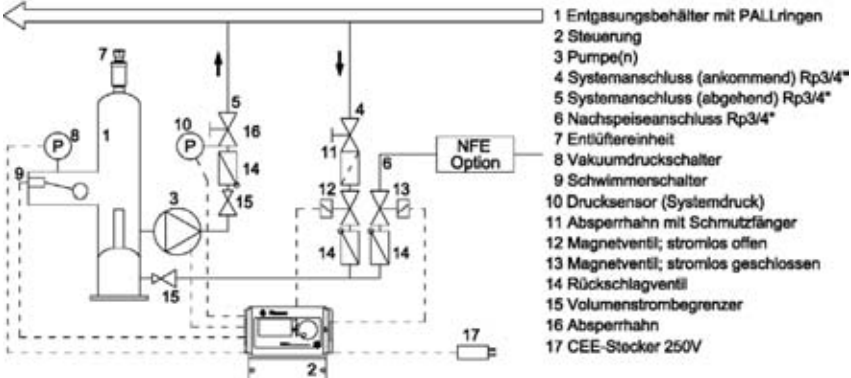 1 Entgasungsbehälter mit PALLringen
2 Steuerung
3 Pumpe(n)
4 Systemanschluss (ankommend) Rp3/4"
5 Systemanschluss (abgehend) Rp3/4"
6 Nachspeiseanschluss Rp3/4"
7 Entlüftereinheit
8 Vakuumdruckschalter
9 Schwimmerschalter
10 Drucksensor (Systemdruck)
11 Absperrhahn mit Schmutzfänger
12 Magnetventil; stromlos offen
13 Magnetventil; stromlos geschlossen
14 Rückschlagventil
15 Volumenstrombegrenzer
16 Absperrhahn
17 CEE-Stecker 250V
7
5
4
8
P
1
10
P
16
11
6
NFE
Option
14
9
3
15
12
13
14
14
15
17
2